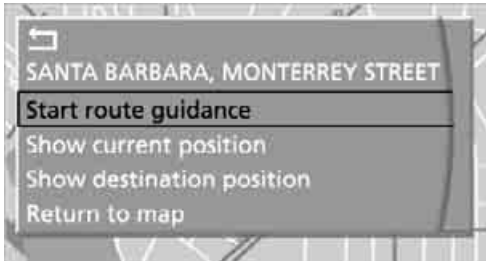 SANTA BARBARA, MONTERREY STREET
Start route guidance
Show current position
Show destination position
Return to map